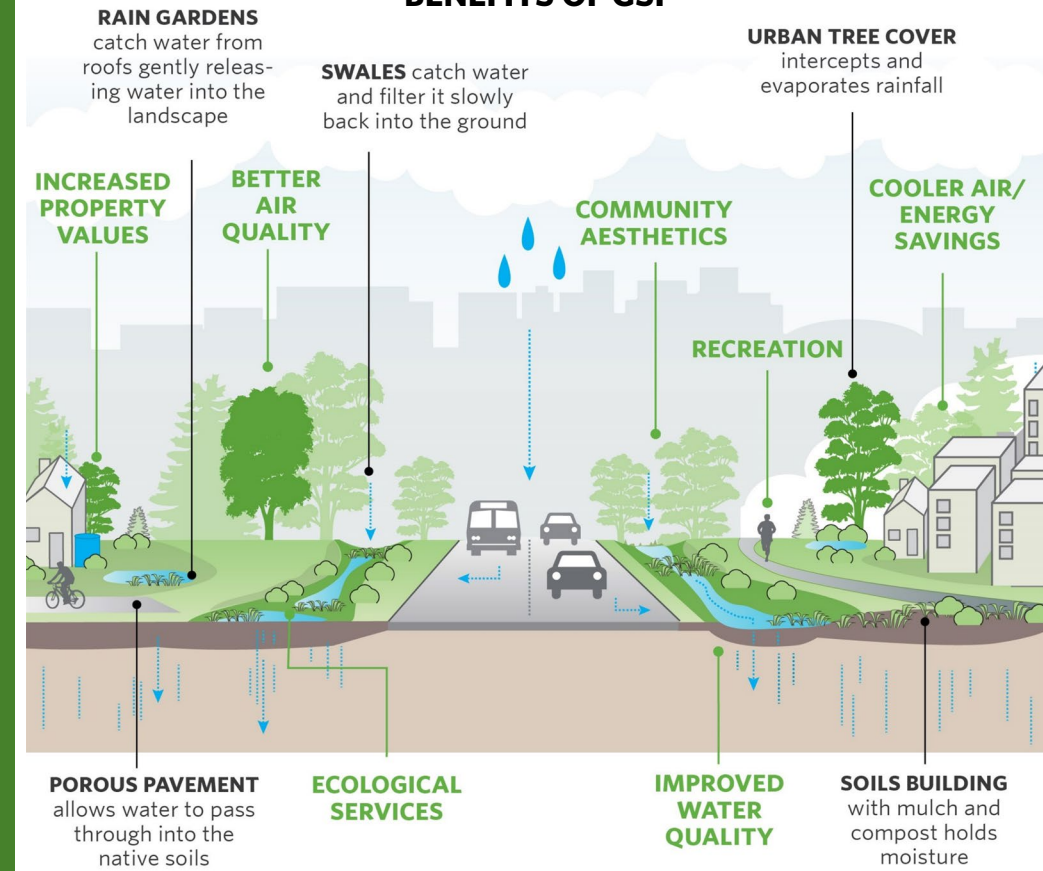 BENEFITS OF GSI
RAIN GARDENS
catch water from
roofs gently releas-
ing water into the
landscape
SWALES catch water
and filter it slowly
back into the ground
URBAN TREE COVER
intercepts and
evaporates rainfall
INCREASED
PROPERTY
VALUES
BETTER
AIR
QUALITY
COMMUNITY
AESTHETICS
COOLER AIR/
ENERGY
SAVINGS
RECREATION
POROUS PAVEMENT
allows water to pass
through into the
native soils
ECOLOGICAL
SERVICES
IMPROVED
WATER
QUALITY
SOILS BUILDING
with mulch and
compost holds
moisture